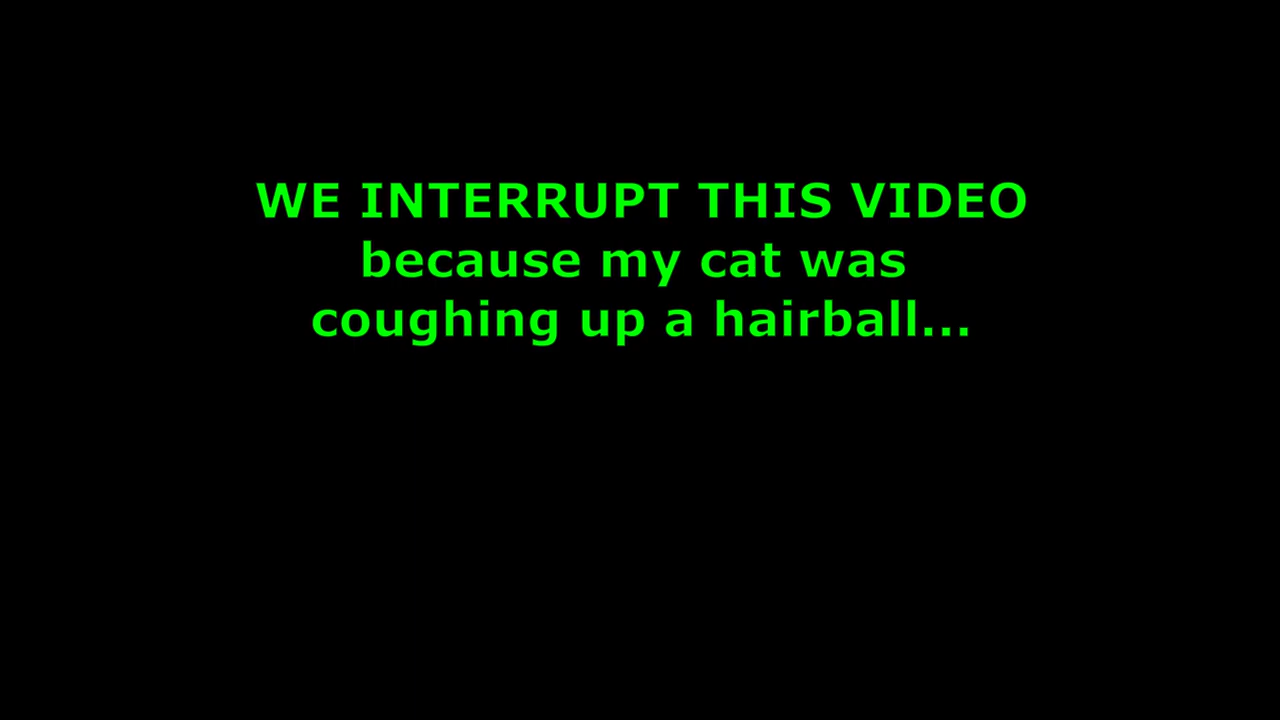 WE INTERRUPT THIS VIDEO
because my cat was
coughing up a hairball...